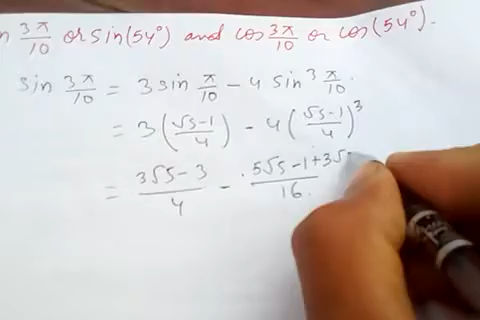 n 3π/10 or sin(54°) and cos 3π/10 or cos(54°).
sin 3π/10 = 3 sin π/10 - 4 sin³ π/10.
= 3((√5-1)/4) - 4((√5-1)/4)³
= (3√5-3)/4 - (5√5-1+3√5)/16